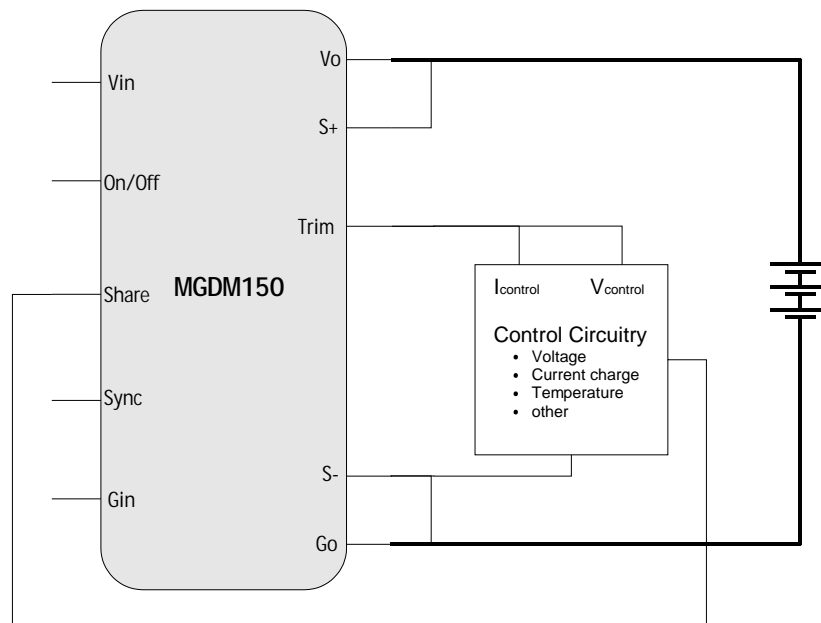 Vin
On/Off
Share
Sync
Gin
MGDM150
Vo
S+
Trim
S-
Go
Icontrol Vcontrol
Control Circuitry
• Voltage
• Current charge
• Temperature
• other